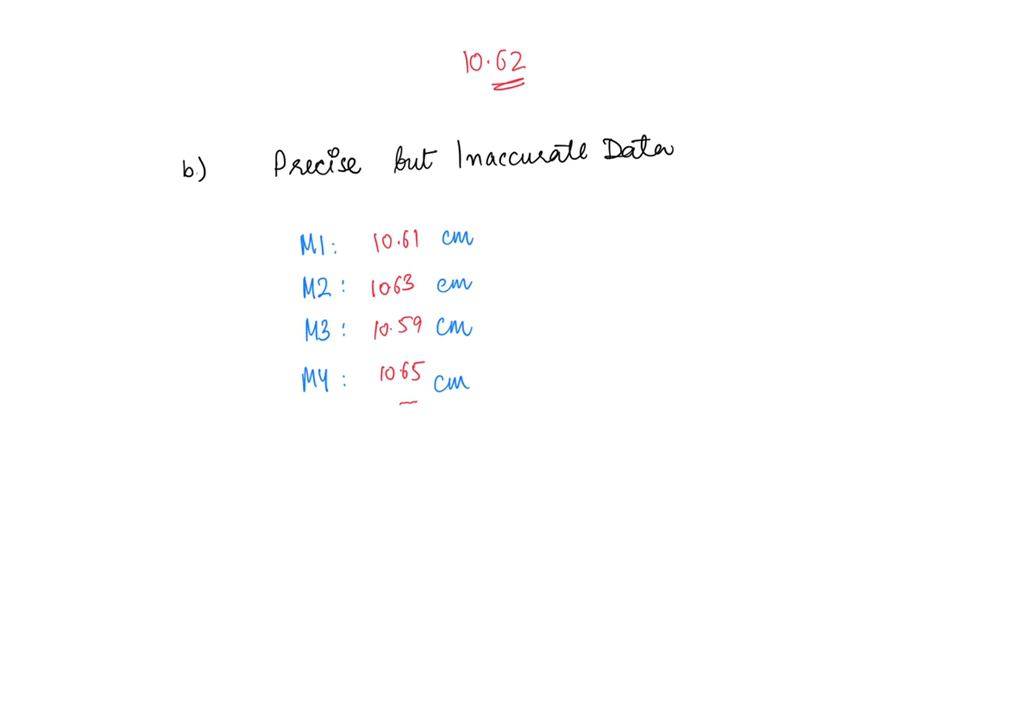 10.62
b.) Precise but Inaccurate Data
M1: 10.61 cm
M2: 1063 cm
M3: 10.59 cm
M4: 1065 cm